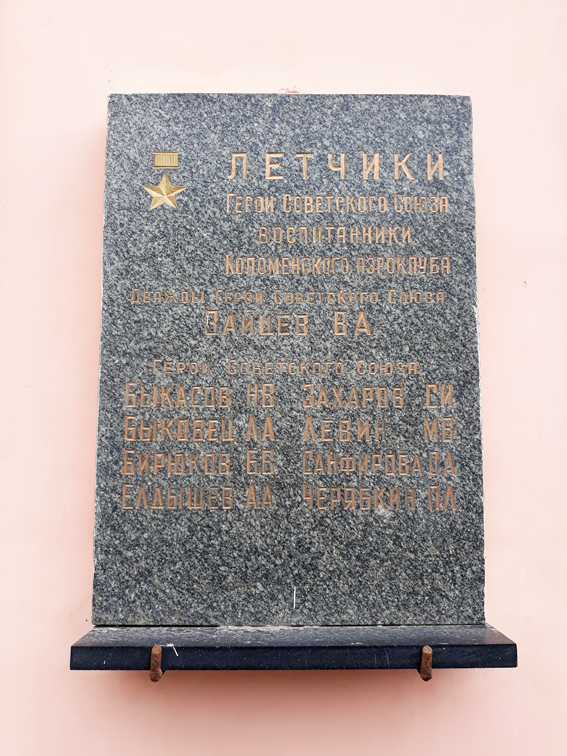 ЛЕТЧИКИ
ГЕРОИ СОВЕТСКОГО СОЮЗА
ВОСПИТАННИКИ
КОЛОМЕНСКОГО АЭРОКЛУБА
ДВАЖДЫ ГЕРОЙ СОВЕТСКОГО СОЮЗА
ЗАЙЦЕВ В.А.
ГЕРОИ СОВЕТСКОГО СОЮЗА
БЫКАСОВ Н.В. ЗАХАРОВ С.И.
БЫКОВЕЦ Л.А. ЛЕВИН М.В.
БИРЮКОВ Б.Б. САНФИРОВА О.А.
ЕЛДЫШЕВ А.А. ЧЕРЯБКИН П.Л.